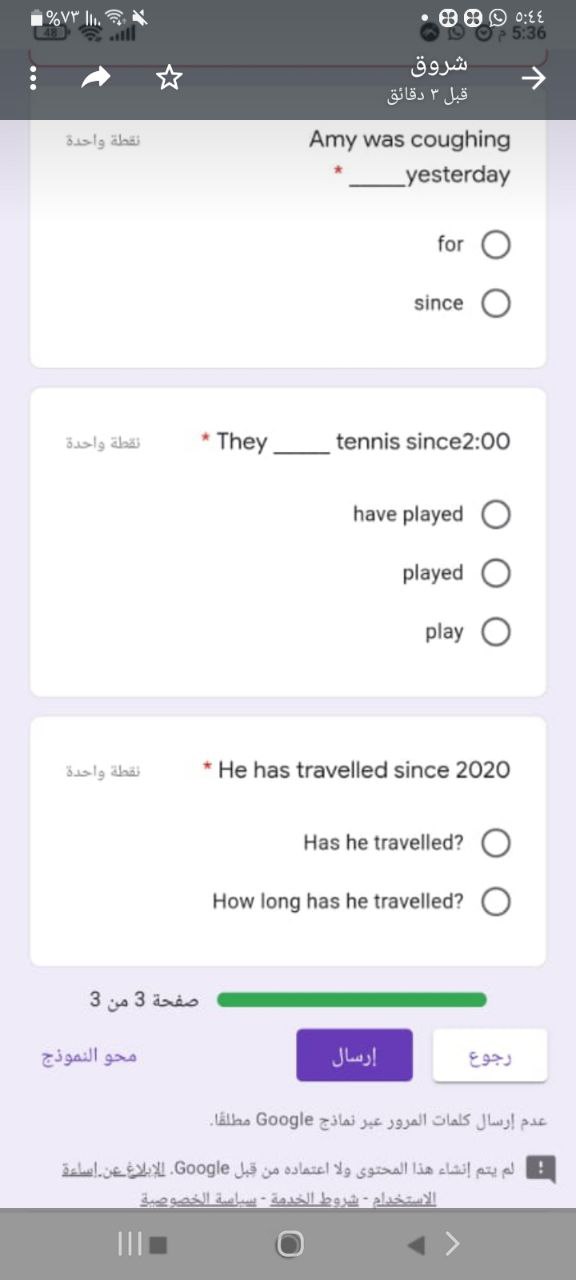 %٧٣
٥:٤٤
48
5:36 م
شروق
قبل ٣ دقائق
نقطة واحدة
Amy was coughing
* _____yesterday
for
since
نقطة واحدة
* They _____ tennis since2:00
have played
played
play
نقطة واحدة
* He has travelled since 2020
Has he travelled?
How long has he travelled?
صفحة 3 من 3
رجوع
إرسال
محو النموذج
عدم إرسال كلمات المرور عبر نماذج Google مطلقًا.
لم يتم إنشاء هذا المحتوى ولا اعتماده من قِبل Google. الإبلاغ عن إساءة
الاستخدام - شروط الخدمة - سياسة الخصوصية